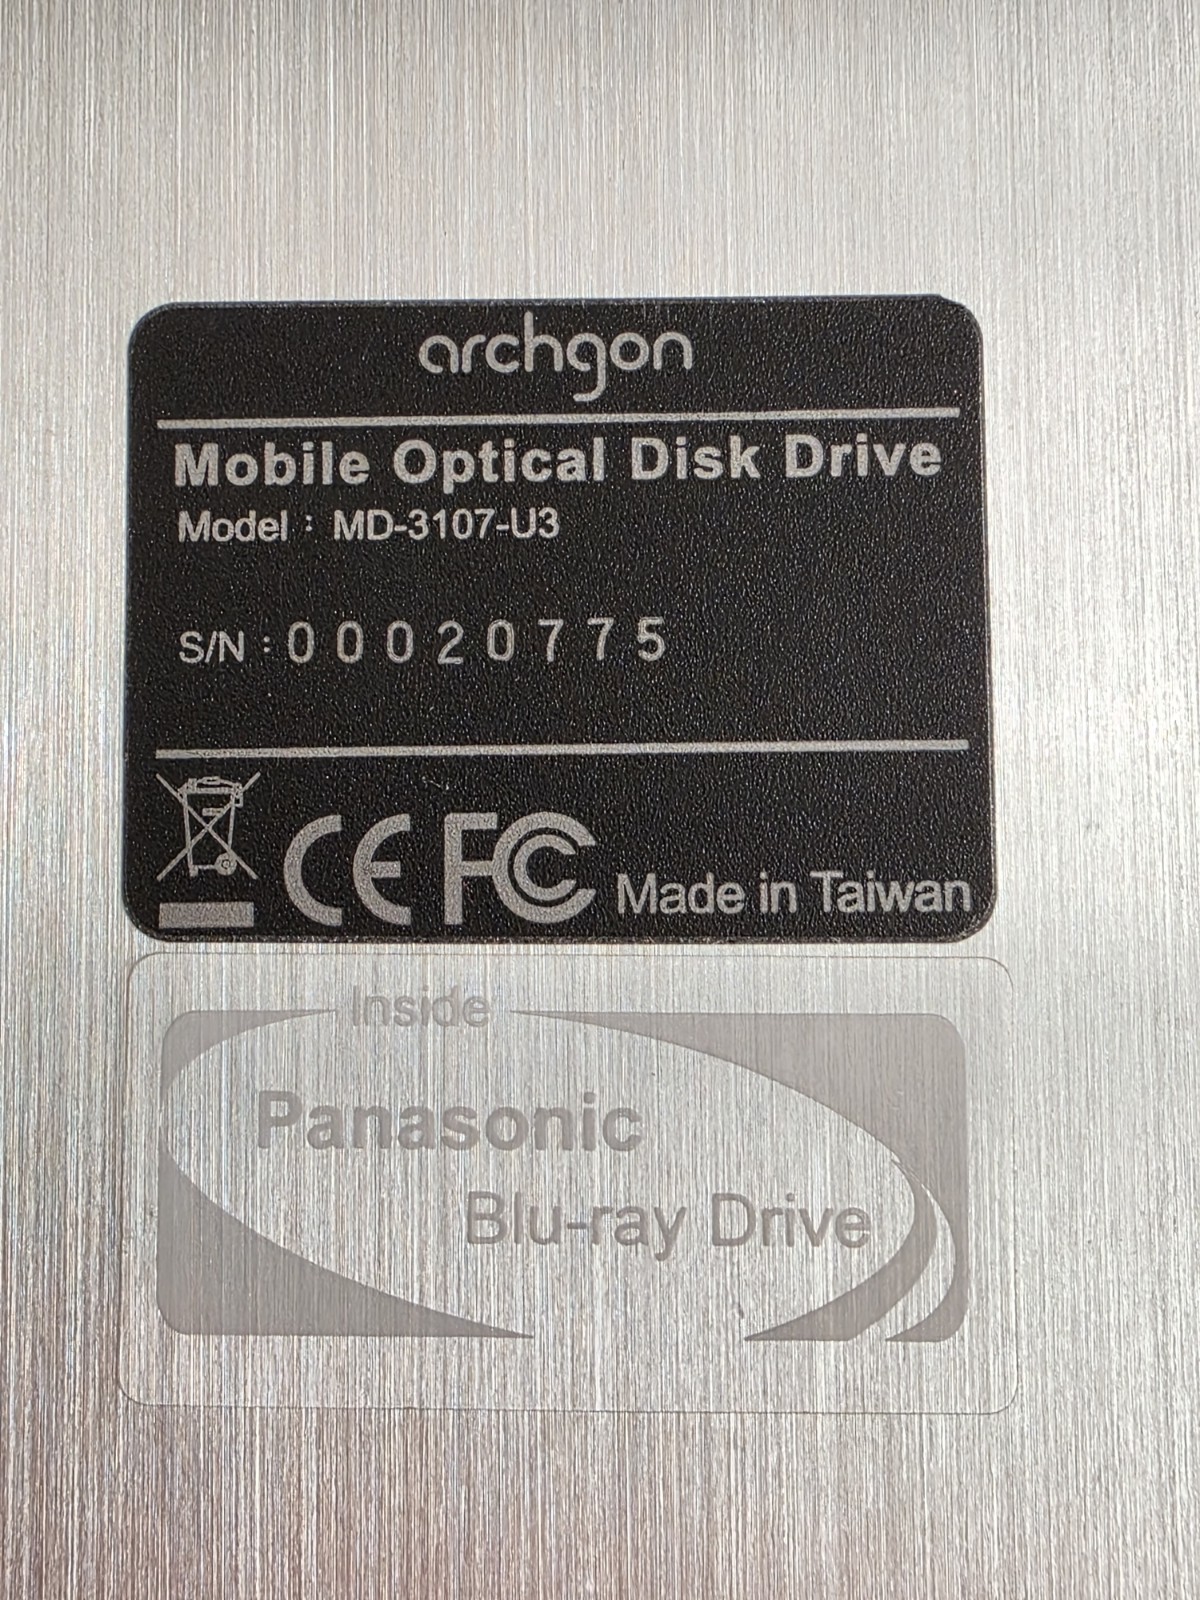 archgon
Mobile Optical Disk Drive
Model : MD-3107-U3
S/N : 00020775
CE FC Made in Taiwan
Inside
Panasonic
Blu-ray Drive